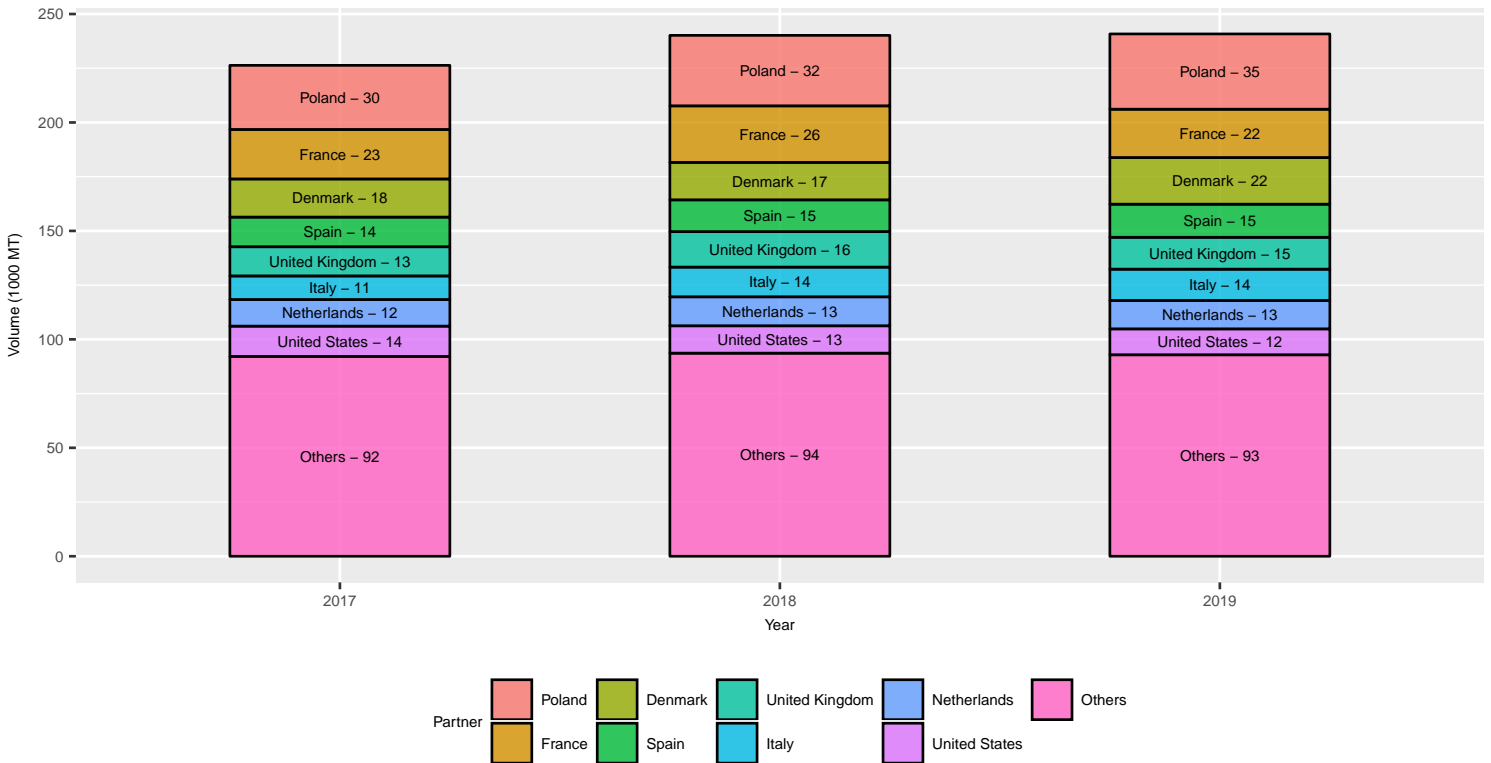 250
200
150
100
50
0
Volume (1000 MT)
Poland – 30
France – 23
Denmark – 18
Spain – 14
United Kingdom – 13
Italy – 11
Netherlands – 12
United States – 14
Others – 92
Poland – 32
France – 26
Denmark – 17
Spain – 15
United Kingdom – 16
Italy – 14
Netherlands – 13
United States – 13
Others – 94
Poland – 35
France – 22
Denmark – 22
Spain – 15
United Kingdom – 15
Italy – 14
Netherlands – 13
United States – 12
Others – 93
2017 2018 2019
Year
Partner
Poland Denmark United Kingdom Netherlands Others
France Spain Italy United States